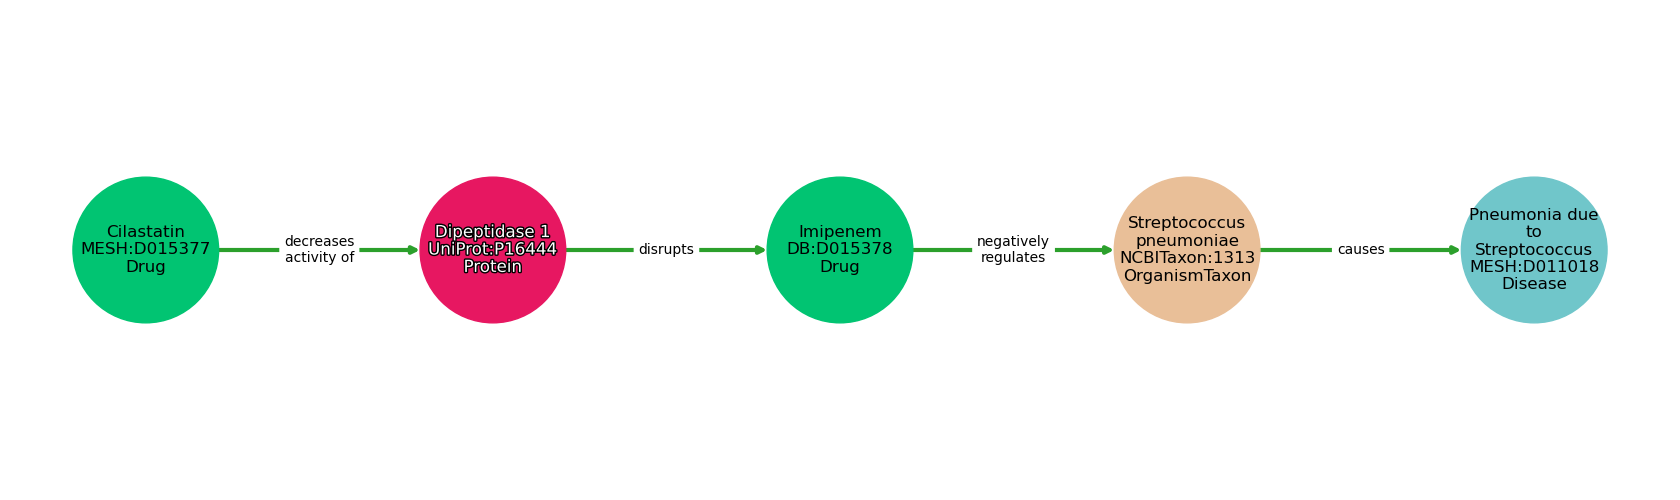 Cilastatin
MESH:D015377
Drug
decreases
activity of
Dipeptidase 1
UniProt:P16444
Protein
disrupts
Imipenem
DB:D015378
Drug
negatively
regulates
Streptococcus
pneumoniae
NCBITaxon:1313
OrganismTaxon
causes
Pneumonia due
to
Streptococcus
MESH:D011018
Disease